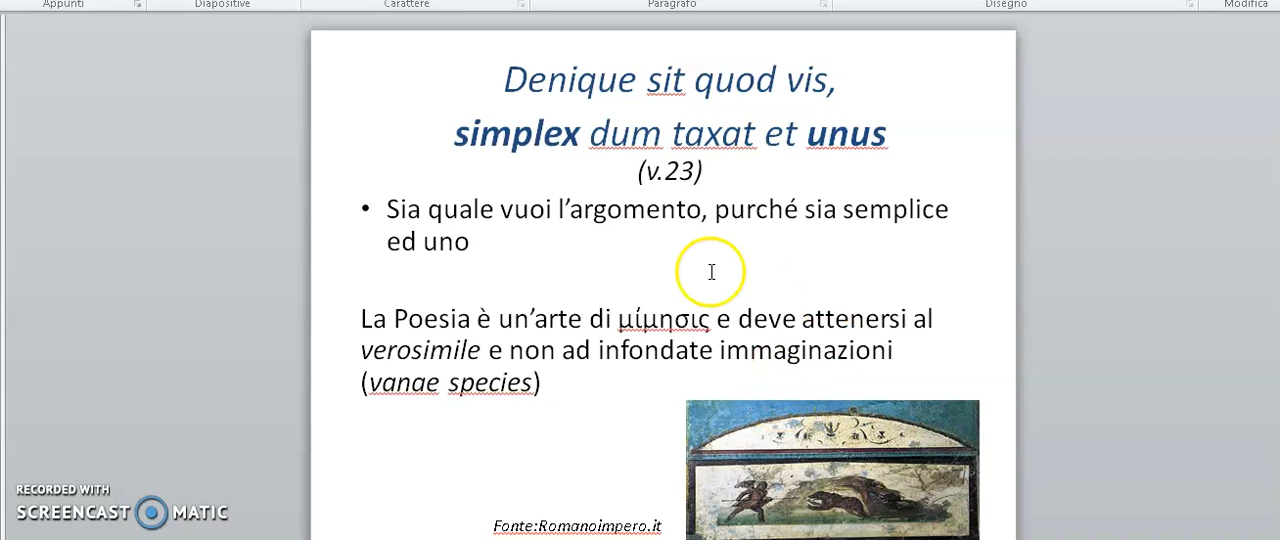 Appunti Diapositive Carattere Paragrafo Disegno Modifica
Denique sit quod vis,
simplex dum taxat et unus
(v.23)
• Sia quale vuoi l’argomento, purché sia semplice
ed uno
La Poesia è un’arte di μίμησις e deve attenersi al
verosimile e non ad infondate immaginazioni
(vanae species)
Fonte:Romanoimpero.it
RECORDED WITH
SCREENCAST MATIC